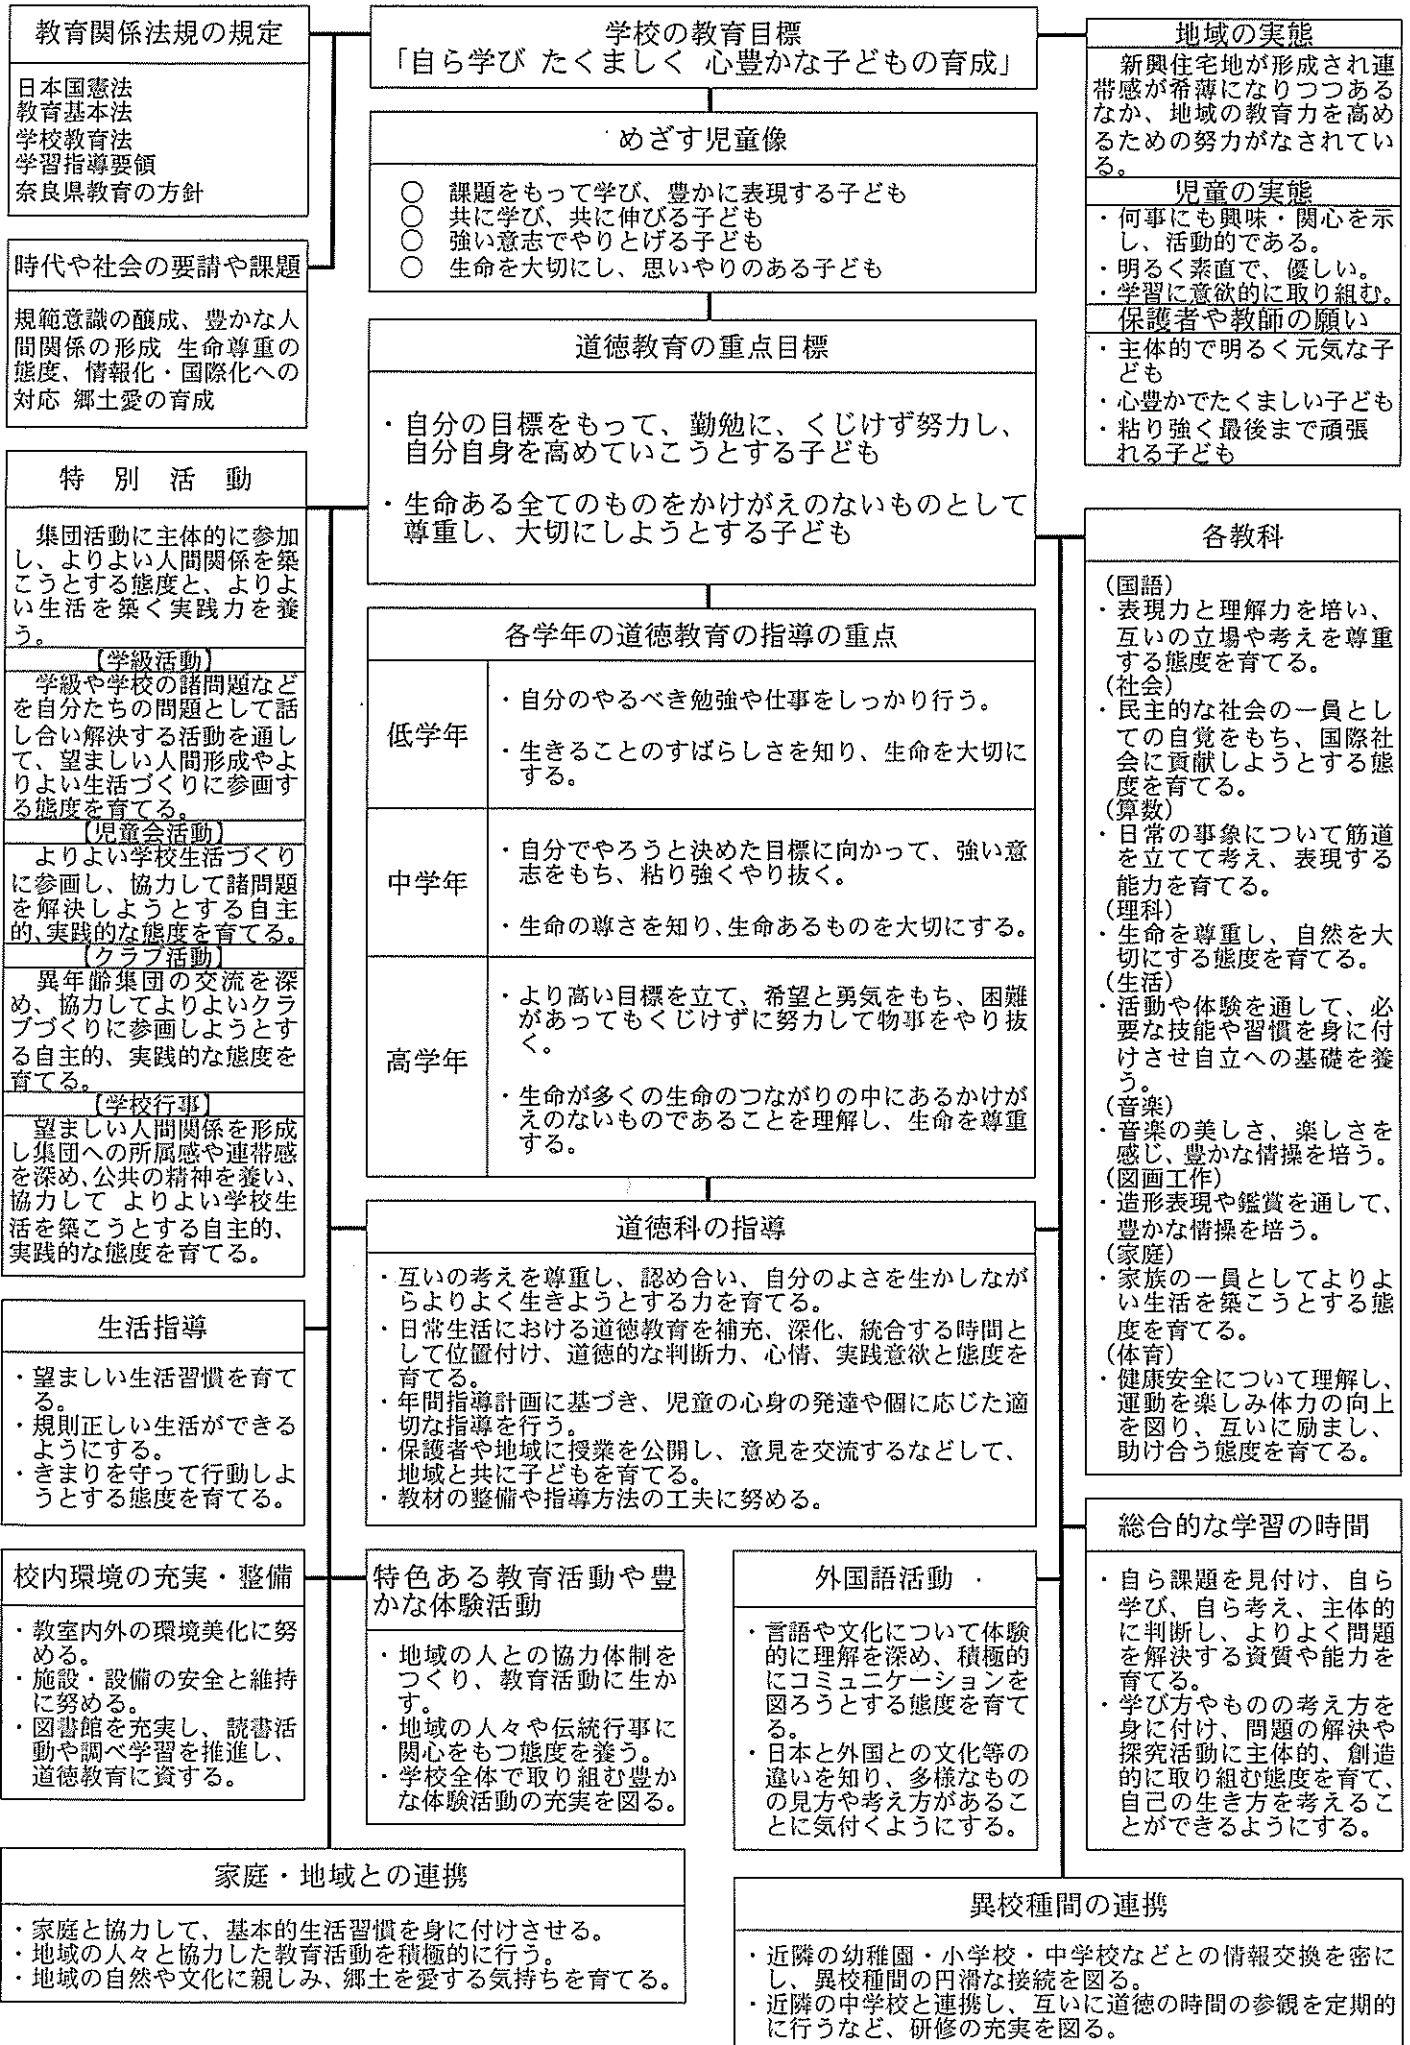 教育関係法規の規定
日本国憲法
教育基本法
学校教育法
学習指導要領
奈良県教育の方針
時代や社会の要請や課題
規範意識の醸成、豊かな人
間関係の形成 生命尊重の
態度、情報化・国際化への
対応 郷土愛の育成
学校の教育目標
「自ら学び たくましく 心豊かな子どもの育成」
めざす児童像
○ 課題をもって学び、豊かに表現する子ども
○ 共に学び、共に伸びる子ども
○ 強い意志でやりとげる子ども
○ 生命を大切にし、思いやりのある子ども
地域の実態
新興住宅地が形成され連
帯感が希薄になりつつある
なか、地域の教育力を高め
るための努力がなされてい
る。
児童の実態
・何事にも興味・関心を示
し、活動的である。
・明るく素直で、優しい。
・学習に意欲的に取り組む。
保護者や教師の願い
・主体的で明るく元気な子
ども
・心豊かでたくましい子ども
・粘り強く最後まで頑張
れる子ども
道徳教育の重点目標
・自分の目標をもって、勤勉に、くじけず努力し、
自分自身を高めていこうとする子ども
・生命ある全てのものをかけがえのないものとして
尊重し、大切にしようとする子ども
特 別 活 動
集団活動に主体的に参加
し、よりよい人間関係を築
こうとする態度と、よりよ
い生活を築く実践力を養
う。
【学級活動】
学級や学校の諸問題など
を自分たちの問題として話
し合い解決する活動を通し
て、望ましい人間形成やよ
りよい生活づくりに参画す
る態度を育てる。
【児童会活動】
よりよい学校生活づくり
に参画し、協力して諸問題
を解決しようとする自主
的、実践的な態度を育てる。
【クラブ活動】
異年齢集団の交流を深
め、協力してよりよいクラ
ブづくりに参画しようとす
る自主的、実践的な態度を
育てる。
【学校行事】
望ましい人間関係を形成
し集団への所属感や連帯感
を深め、公共の精神を養い、
協力して よりよい学校生
活を築こうとする自主的、
実践的な態度を育てる。
各学年の道徳教育の指導の重点
低学年
・自分のやるべき勉強や仕事をしっかり行う。
・生きることのすばらしさを知り、生命を大切に
する。
中学年
・自分でやろうと決めた目標に向かって、強い意
志をもち、粘り強くやり抜く。
・生命の尊さを知り、生命あるものを大切にする。
高学年
・より高い目標を立て、希望と勇気をもち、困難
があってもくじけずに努力して物事をやり抜
く。
・生命が多くの生命のつながりの中にあるかけが
えのないものであることを理解し、生命を尊重
する。
各教科
(国語)
・表現力と理解力を培い、
互いの立場や考えを尊重
する態度を育てる。
(社会)
・民主的な社会の一員とし
ての自覚をもち、国際社
会に貢献しようとする態
度を育てる。
(算数)
・日常の事象について筋道
を立てて考え、表現する
能力を育てる。
(理科)
・生命を尊重し、自然を大
切にする態度を育てる。
(生活)
・活動や体験を通して、必
要な技能や習慣を身に付
けさせ自立への基礎を養
う。
(音楽)
・音楽の美しさ、楽しさを
感じ、豊かな情操を培う。
(図画工作)
・造形表現や鑑賞を通して、
豊かな情操を培う。
(家庭)
・家族の一員としてよりよ
い生活を築こうとする態
度を育てる。
(体育)
・健康安全について理解し、
運動を楽しみ体力の向上
を図り、互いに励まし、
助け合う態度を育てる。
道徳科の指導
・互いの考えを尊重し、認め合い、自分のよさを生かしなが
らよりよく生きようとする力を育てる。
・日常生活における道徳教育を補充、深化、統合する時間と
して位置付け、道徳的な判断力、心情、実践意欲と態度を
育てる。
・年間指導計画に基づき、児童の心身の発達や個に応じた適
切な指導を行う。
・保護者や地域に授業を公開し、意見を交流するなどして、
地域と共に子どもを育てる。
・教材の整備や指導方法の工夫に努める。
生活指導
・望ましい生活習慣を育て
る。
・規則正しい生活ができる
ようにする。
・きまりを守って行動しよ
うとする態度を育てる。
校内環境の充実・整備
・教室内外の環境美化に努
める。
・施設・設備の安全と維持
に努める。
・図書館を充実し、読書活
動や調べ学習を推進し、
道徳教育に資する。
特色ある教育活動や豊
かな体験活動
・地域の人との協力体制を
つくり、教育活動に生か
す。
・地域の人々や伝統行事に
関心をもつ態度を養う。
・学校全体で取り組む豊か
な体験活動の充実を図る。
外国語活動
・言語や文化について体験
的に理解を深め、積極的
にコミュニケーションを
図ろうとする態度を育て
る。
・日本と外国との文化等の
違いを知り、多様なもの
の見方や考え方があるこ
とに気付くようにする。
総合的な学習の時間
・自ら課題を見付け、自ら
学び、自ら考え、主体的
に判断し、よりよく問題
を解決する資質や能力を
育てる。
・学び方やものの考え方を
身に付け、問題の解決や
探究活動に主体的、創造
的に取り組む態度を育て、
自己の生き方を考えるこ
とができるようにする。
家庭・地域との連携
・家庭と協力して、基本的生活習慣を身に付けさせる。
・地域の人々と協力した教育活動を積極的に行う。
・地域の自然や文化に親しみ、郷土を愛する気持ちを育てる。
異校種間の連携
・近隣の幼稚園・小学校・中学校などとの情報交換を密に
し、異校種間の円滑な接続を図る。
・近隣の中学校と連携し、互いに道徳の時間の参観を定期的
に行うなど、研修の充実を図る。